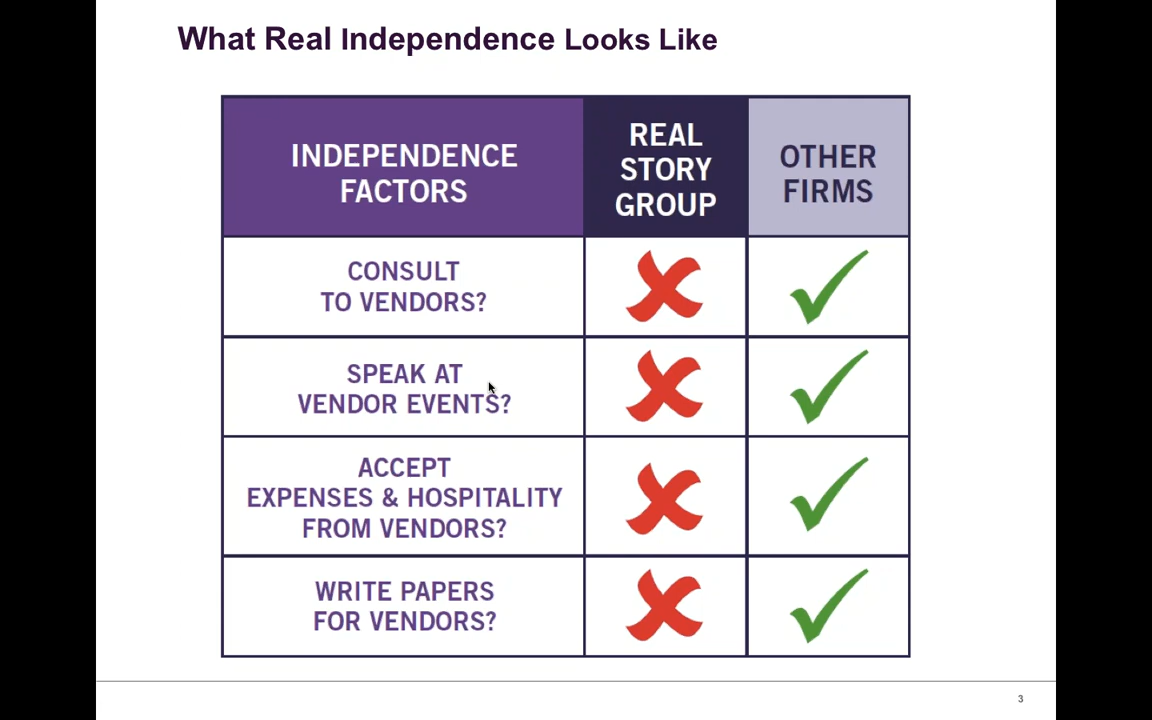 What Real Independence Looks Like
INDEPENDENCE
FACTORS
REAL
STORY
GROUP
OTHER
FIRMS
CONSULT
TO VENDORS?
SPEAK AT
VENDOR EVENTS?
ACCEPT
EXPENSES & HOSPITALITY
FROM VENDORS?
WRITE PAPERS
FOR VENDORS?
3